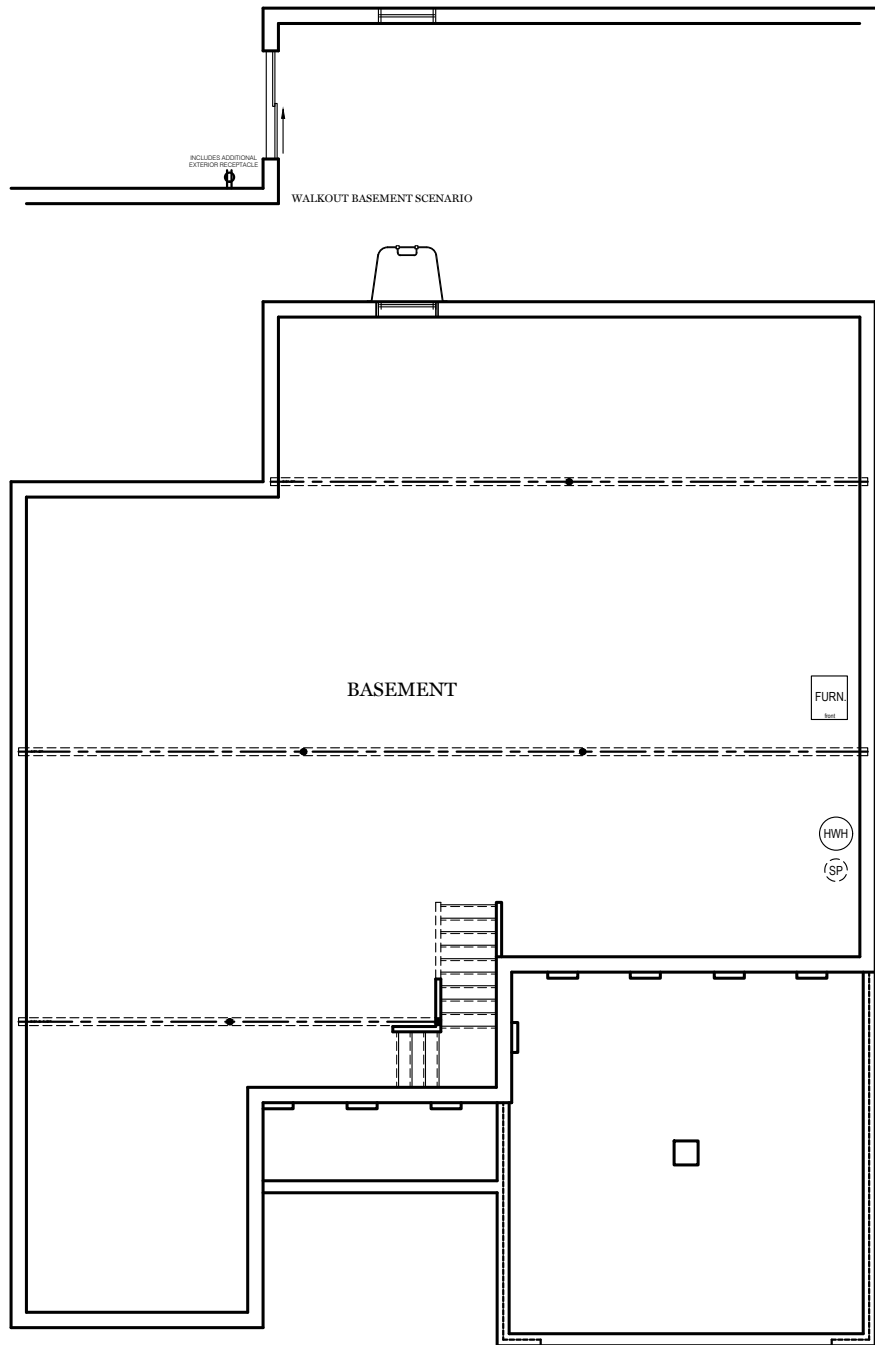 INCLUDES ADDITIONAL
EXTERIOR RECEPTACLE
WALKOUT BASEMENT SCENARIO
BASEMENT
FURN.
front
HWH
SP